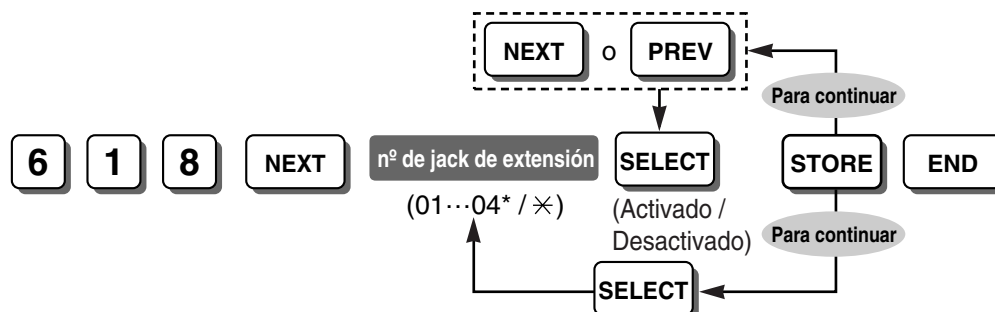 NEXT o PREV
Para continuar
6 1 8 NEXT nº de jack de extensión SELECT STORE END
(01···04* / ✳) (Activado /
Desactivado) Para continuar
SELECT